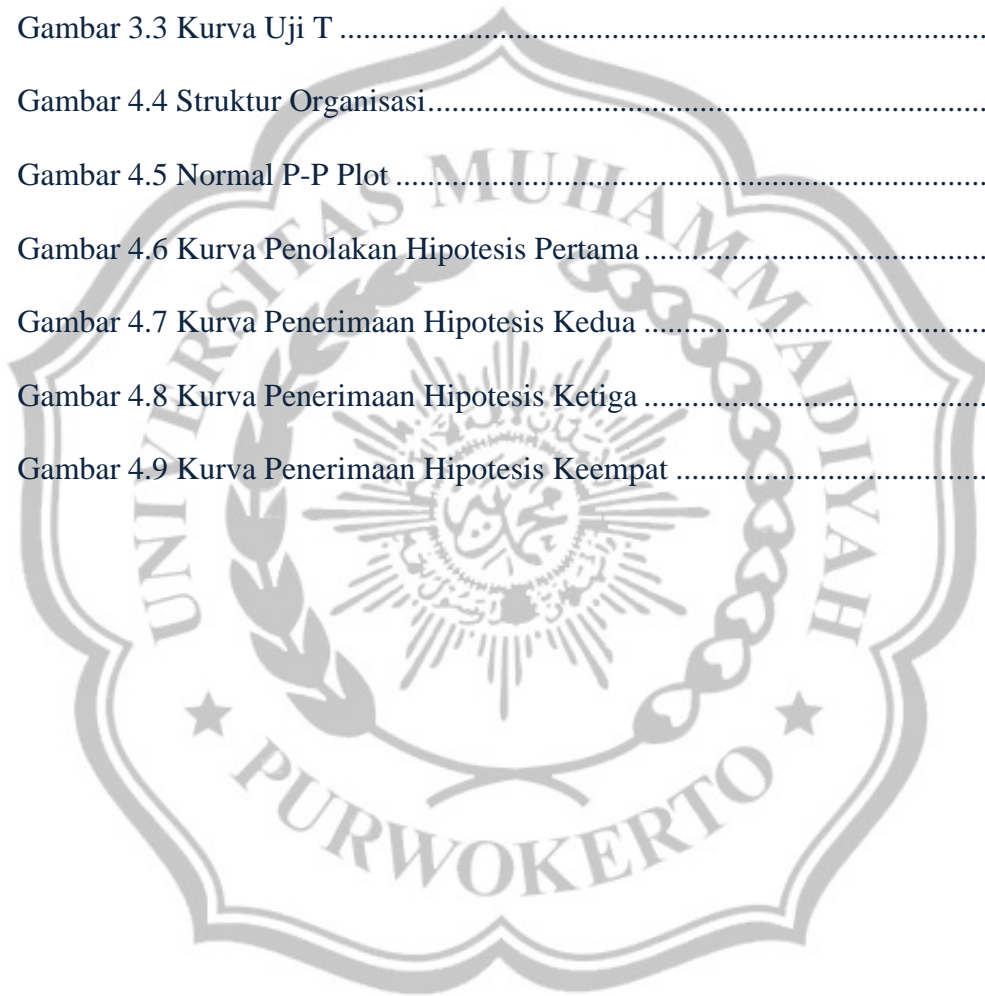 Gambar 3.3 Kurva Uji T ................................................................................
Gambar 4.4 Struktur Organisasi.....................................................................
Gambar 4.5 Normal P-P Plot .........................................................................
Gambar 4.6 Kurva Penolakan Hipotesis Pertama ..........................................
Gambar 4.7 Kurva Penerimaan Hipotesis Kedua ..........................................
Gambar 4.8 Kurva Penerimaan Hipotesis Ketiga ..........................................
Gambar 4.9 Kurva Penerimaan Hipotesis Keempat ......................................
UNIVERSITAS MUHAMMADIYAH
PURWOKERTO